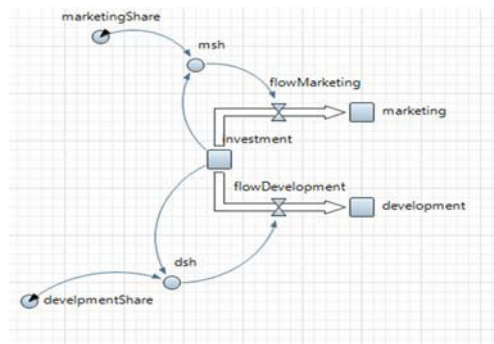 marketingShare
msh
flowMarketing
marketing
investment
flowDevelopment
development
dsh
develpmentShare